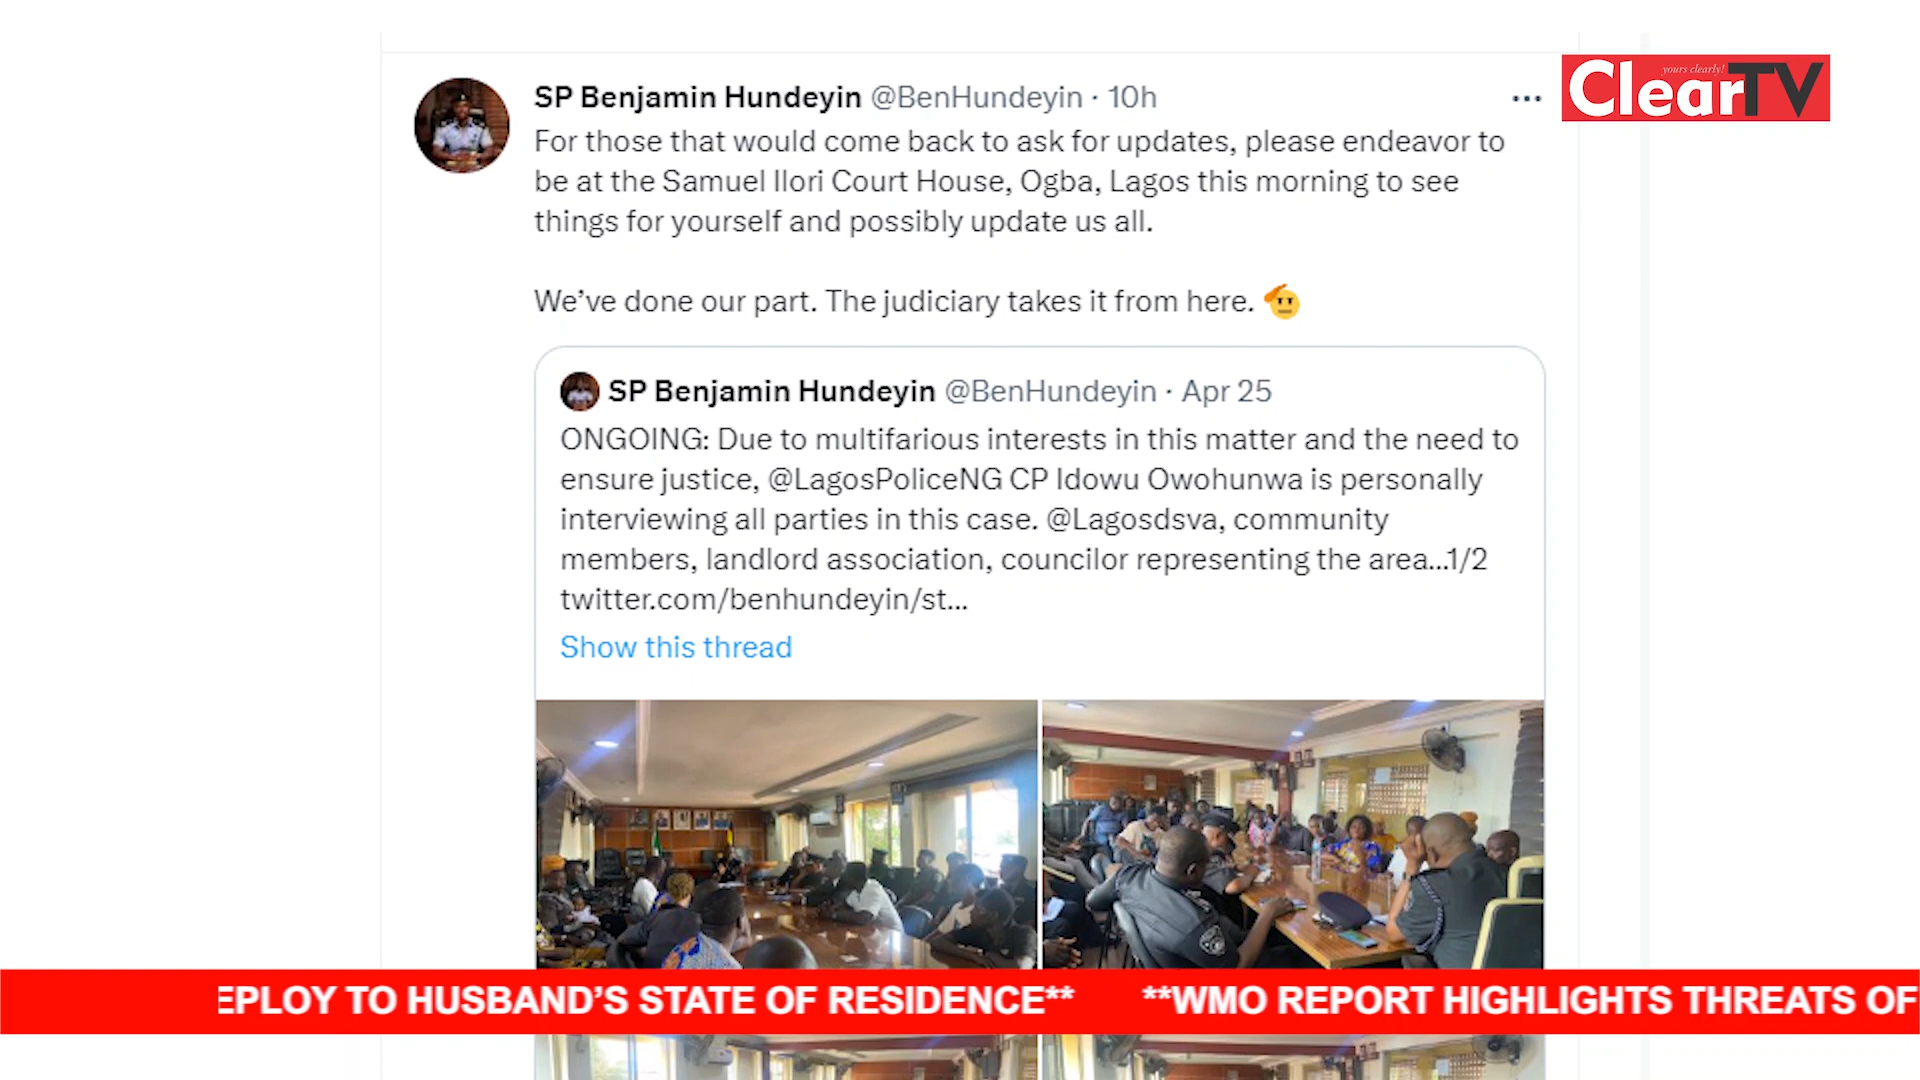 yours clearly!
ClearTV
SP Benjamin Hundeyin @BenHundeyin · 10h
For those that would come back to ask for updates, please endeavor to
be at the Samuel Ilori Court House, Ogba, Lagos this morning to see
things for yourself and possibly update us all.
We’ve done our part. The judiciary takes it from here.
SP Benjamin Hundeyin @BenHundeyin · Apr 25
ONGOING: Due to multifarious interests in this matter and the need to
ensure justice, @LagosPoliceNG CP Idowu Owohunwa is personally
interviewing all parties in this case. @Lagosdsva, community
members, landlord association, councilor representing the area...1/2
twitter.com/benhundeyin/st...
Show this thread
EPLOY TO HUSBAND’S STATE OF RESIDENCE** **WMO REPORT HIGHLIGHTS THREATS OF